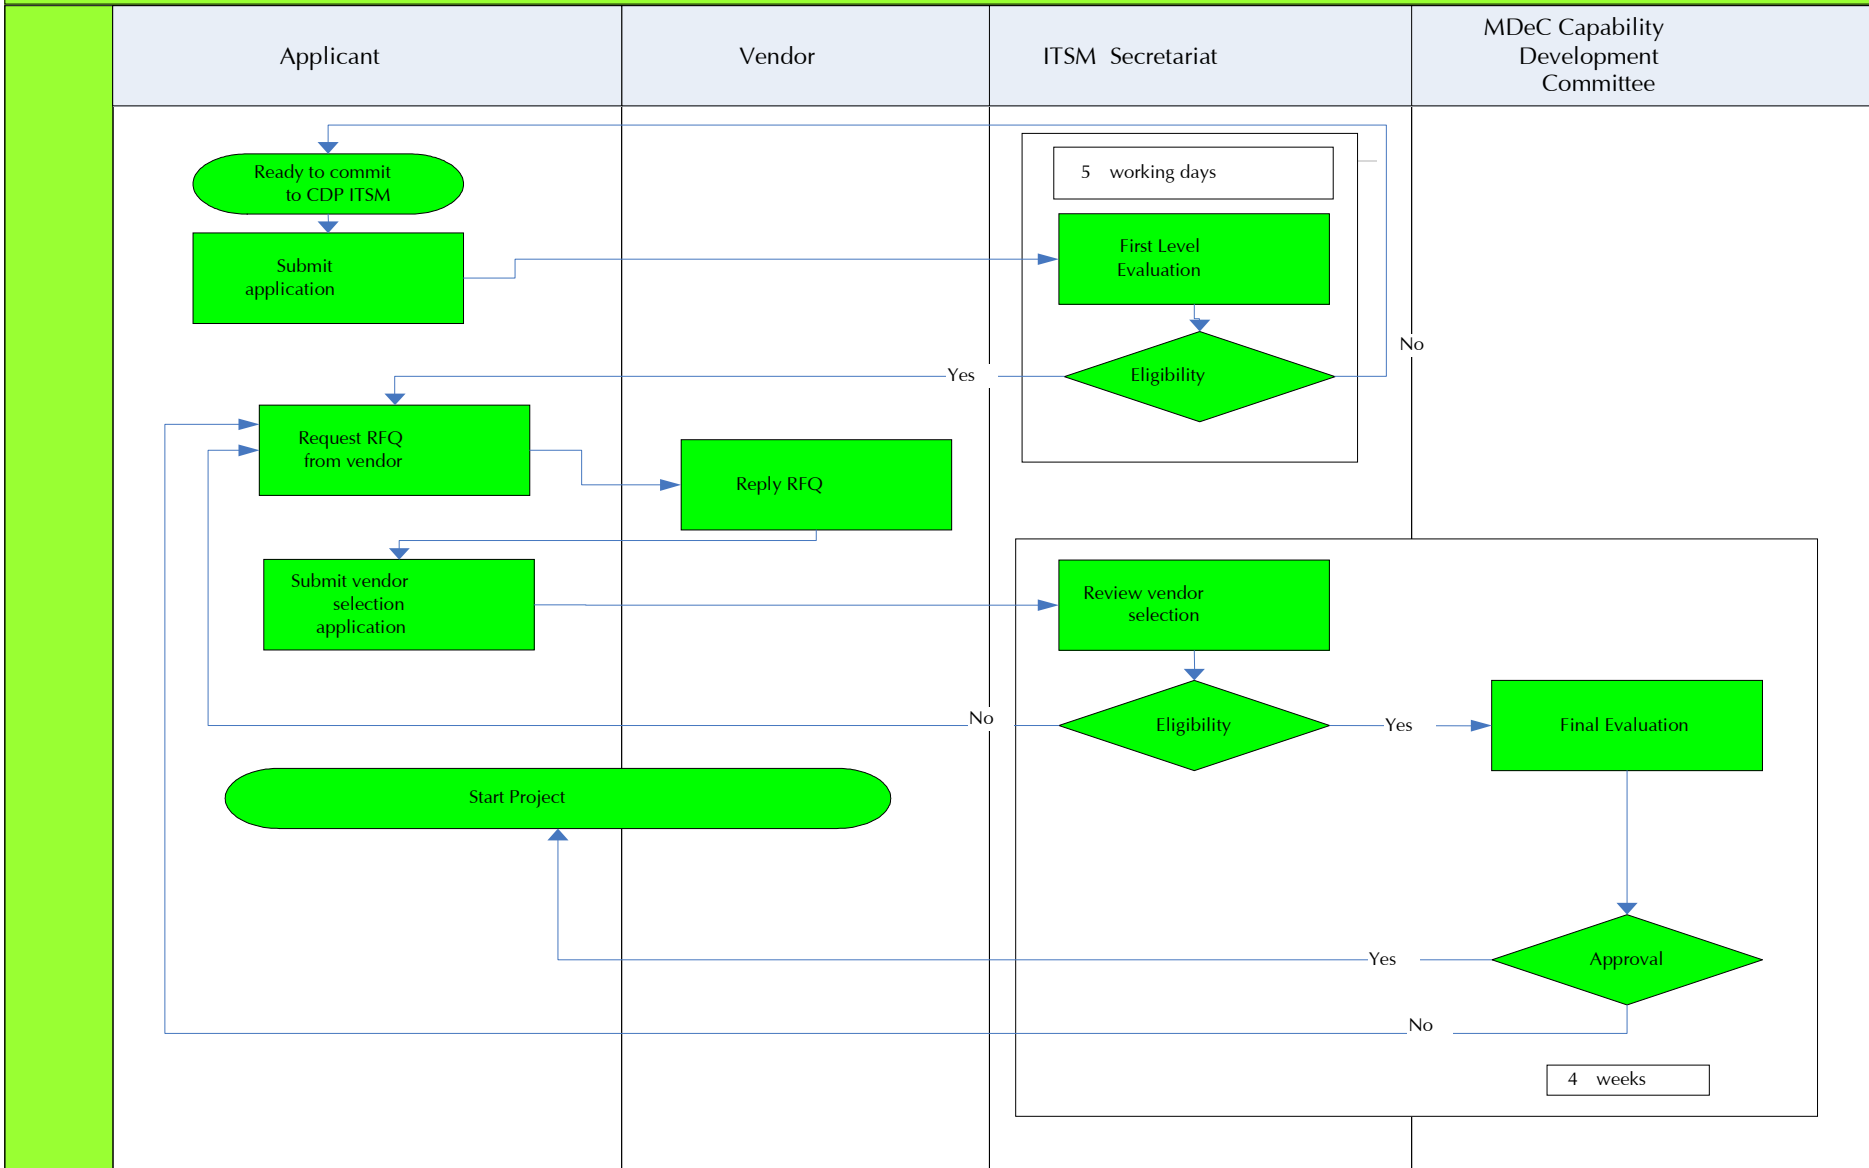 Applicant
Vendor
ITSM Secretariat
MDeC Capability
Development
Committee
Ready to commit
to CDP ITSM
5 working days
Submit
application
First Level
Evaluation
No
Yes
Eligibility
Request RFQ
from vendor
Reply RFQ
Submit vendor
selection
application
Review vendor
selection
No
Eligibility
Yes
Final Evaluation
Start Project
Yes
Approval
No
4 weeks